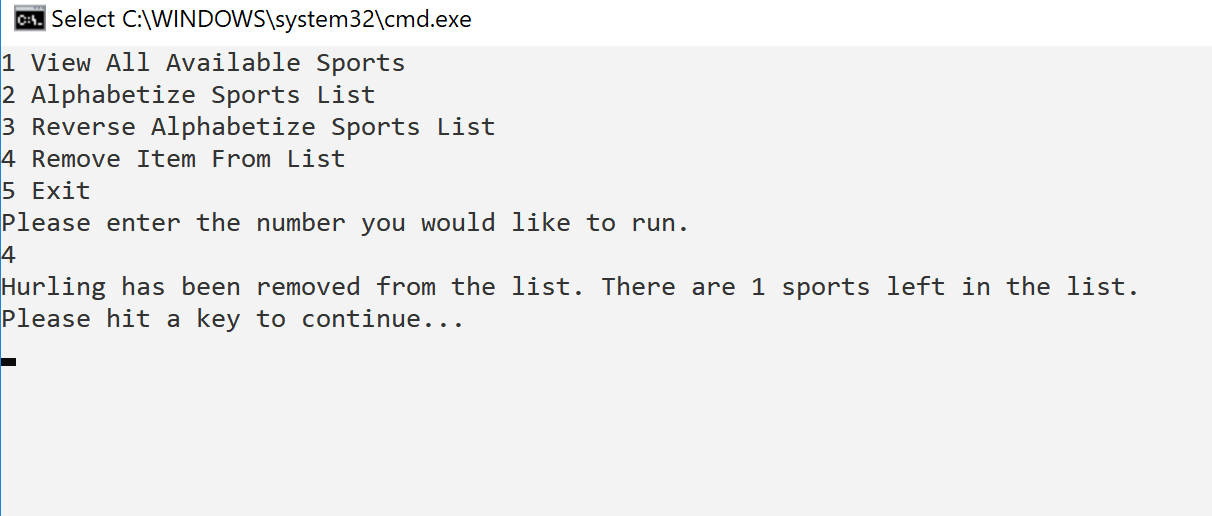 Select C:\WINDOWS\system32\cmd.exe
1 View All Available Sports
2 Alphabetize Sports List
3 Reverse Alphabetize Sports List
4 Remove Item From List
5 Exit
Please enter the number you would like to run.
4
Hurling has been removed from the list. There are 1 sports left in the list.
Please hit a key to continue...